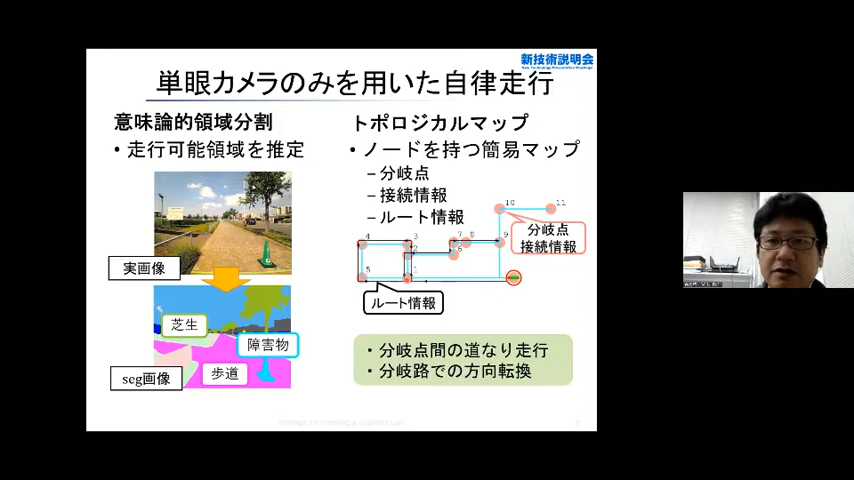 新技術説明会
単眼カメラのみを用いた自律走行
意味論的領域分割
・走行可能領域を推定
実画像
芝生
障害物
歩道
seg画像
トポロジカルマップ
・ノードを持つ簡易マップ
－分岐点
－接続情報
－ルート情報
10
11
分岐点
接続情報
4
3
7
8
9
2
6
5
1
ルート情報
・分岐点間の道なり走行
・分岐路での方向転換